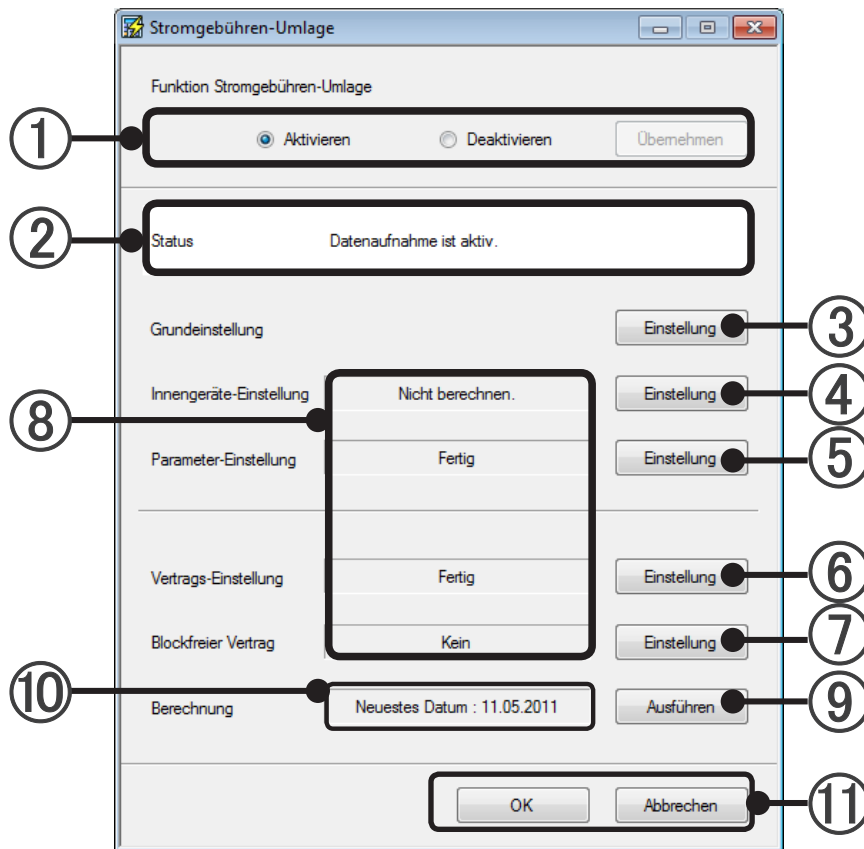 Stromgebühren-Umlage
Funktion Stromgebühren-Umlage
① Aktivieren Deaktivieren Übernehmen
② Status Datenaufnahme ist aktiv.
Grundeinstellung Einstellung ③
Innengeräte-Einstellung Nicht berechnen. Einstellung ④
⑧
Parameter-Einstellung Fertig Einstellung ⑤
Vertrags-Einstellung Fertig Einstellung ⑥
Blockfreier Vertrag Kein Einstellung ⑦
⑩ Berechnung Neuestes Datum : 11.05.2011 Ausführen ⑨
OK Abbrechen ⑪